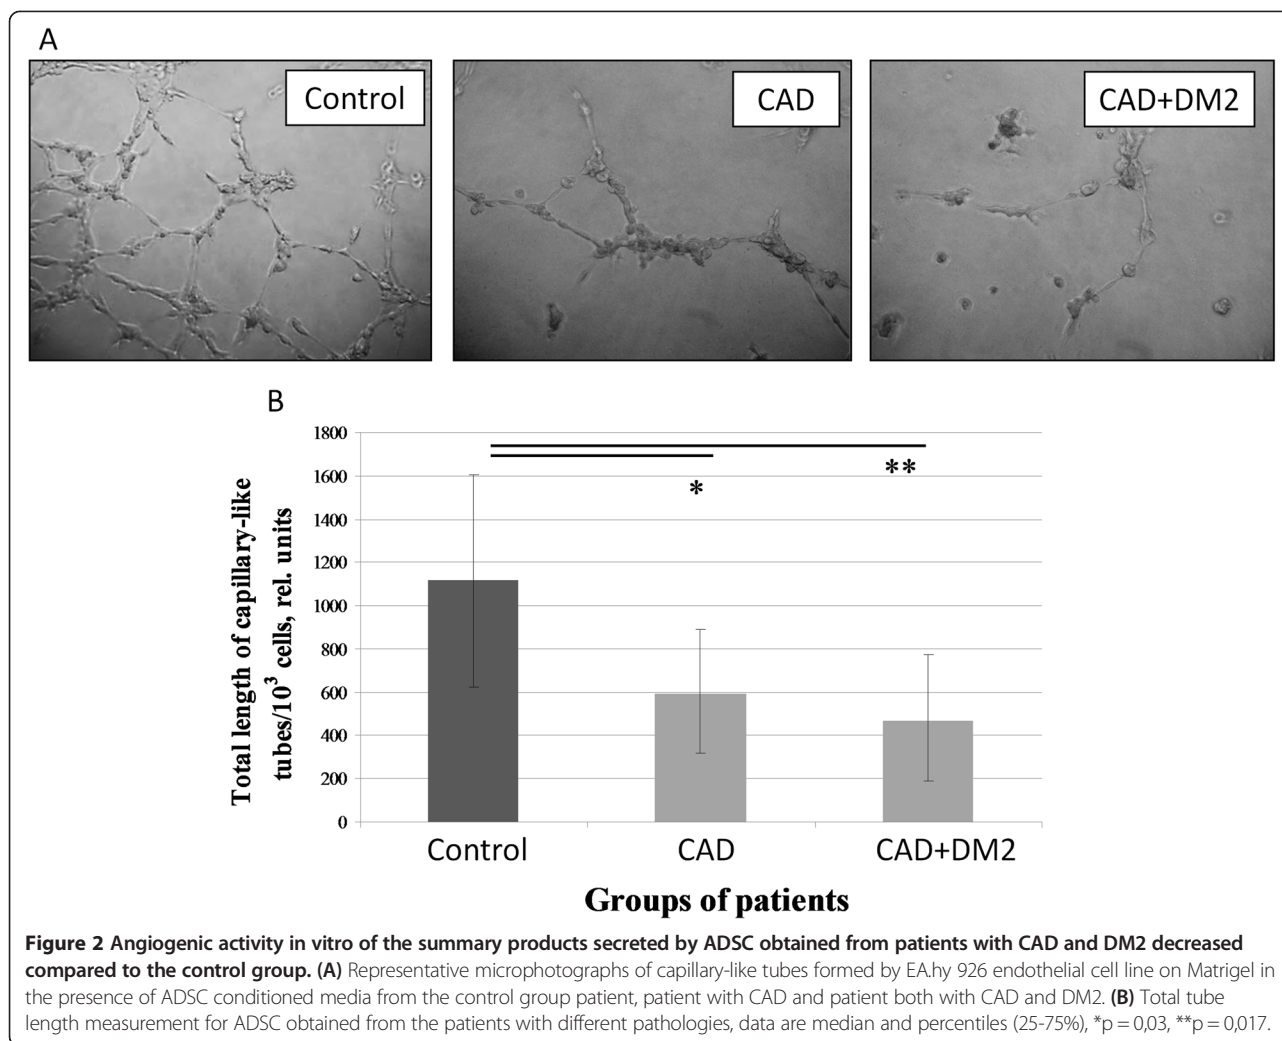 A
Control
CAD
CAD+DM2
B
Total length of capillary-like
tubes/10³ cells, rel. units
1800
1600
1400
1200
1000
800
600
400
200
0
*
**
Control
CAD
CAD+DM2
Groups of patients
Figure 2 Angiogenic activity in vitro of the summary products secreted by ADSC obtained from patients with CAD and DM2 decreased
compared to the control group. (A) Representative microphotographs of capillary-like tubes formed by EA.hy 926 endothelial cell line on Matrigel in
the presence of ADSC conditioned media from the control group patient, patient with CAD and patient both with CAD and DM2. (B) Total tube
length measurement for ADSC obtained from the patients with different pathologies, data are median and percentiles (25-75%), *p = 0,03, **p = 0,017.